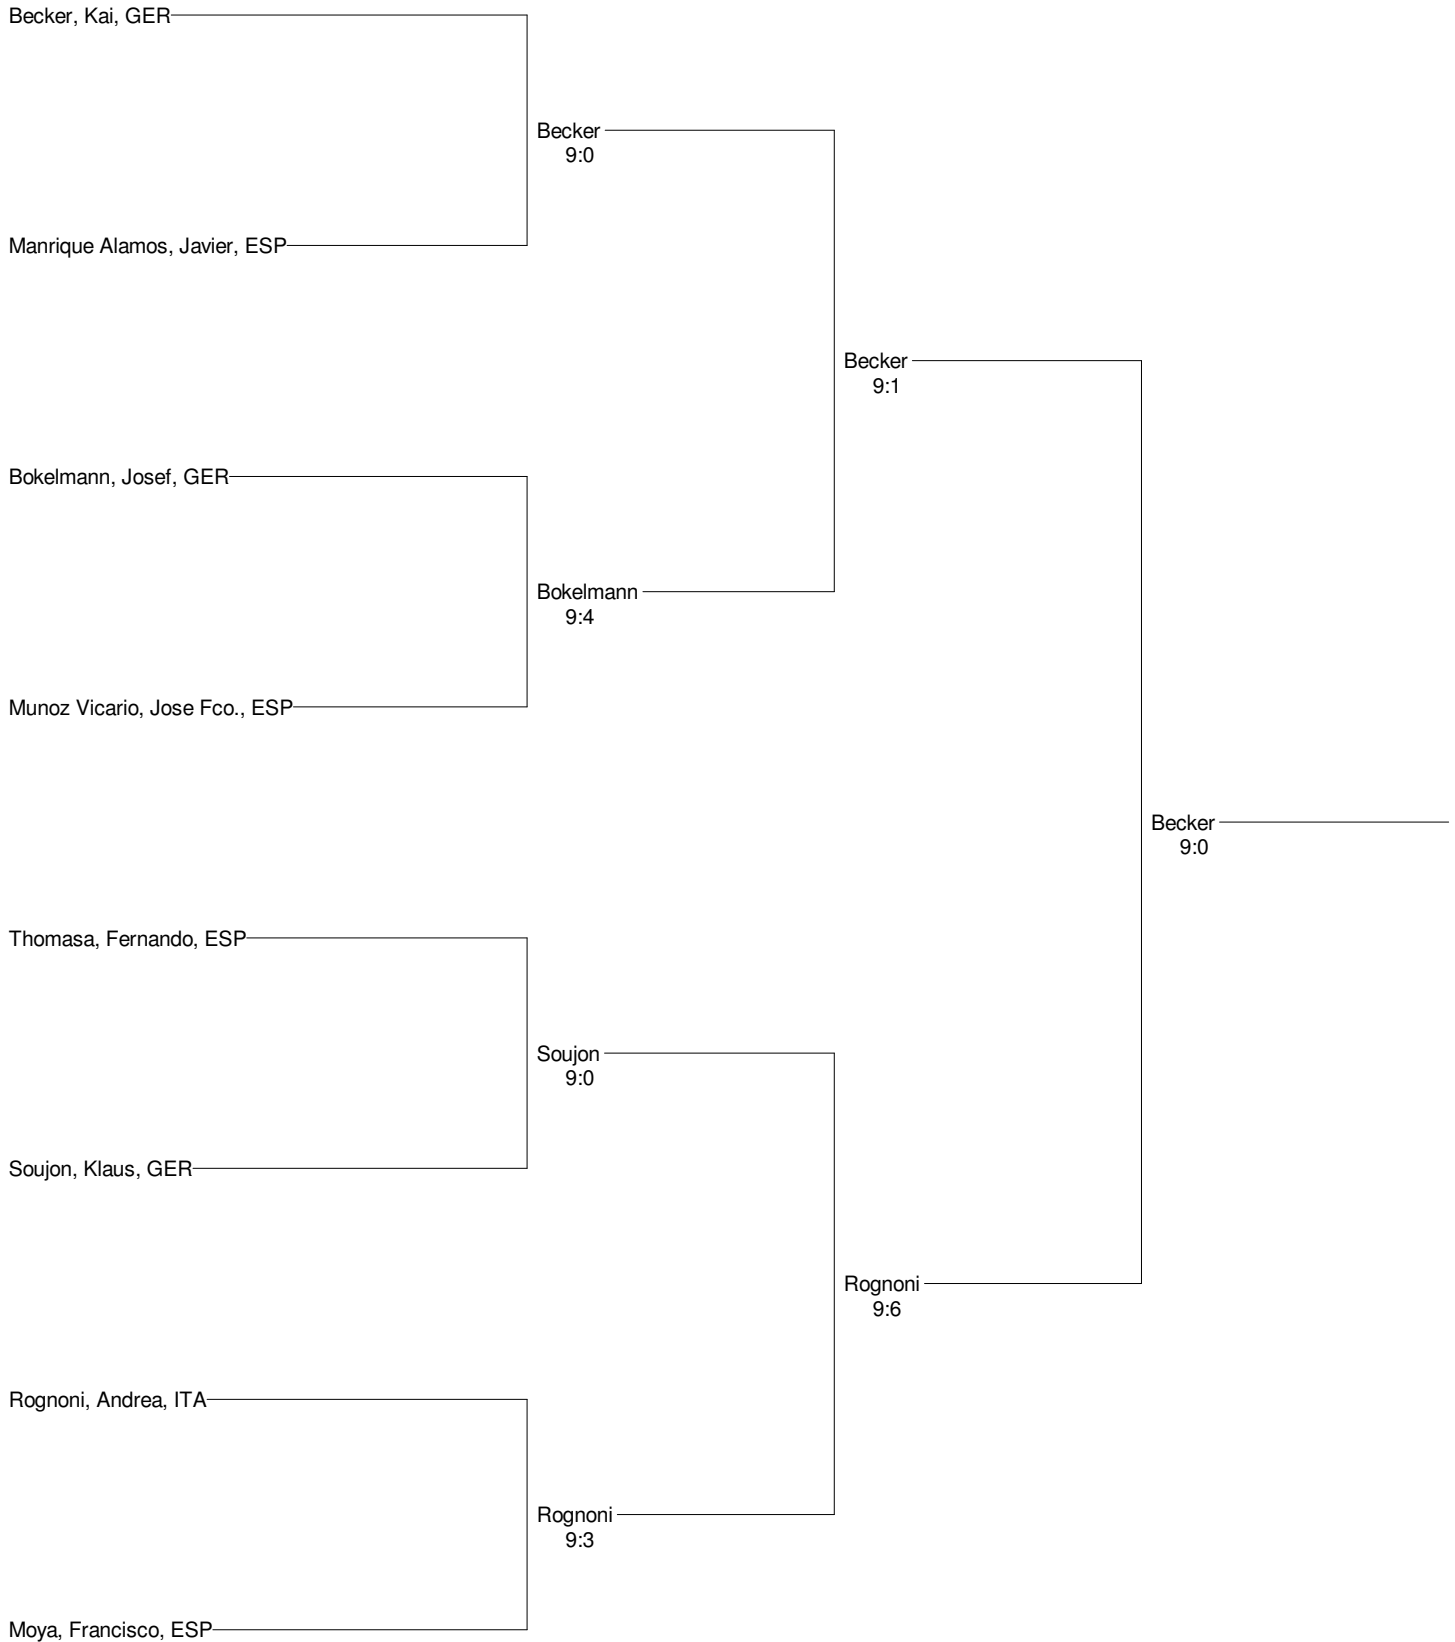 Becker, Kai, GER
Becker
9:0
Manrique Alamos, Javier, ESP
Becker
9:1
Bokelmann, Josef, GER
Bokelmann
9:4
Munoz Vicario, Jose Fco., ESP
Becker
9:0
Thomasa, Fernando, ESP
Soujon
9:0
Soujon, Klaus, GER
Rognoni
9:6
Rognoni, Andrea, ITA
Rognoni
9:3
Moya, Francisco, ESP